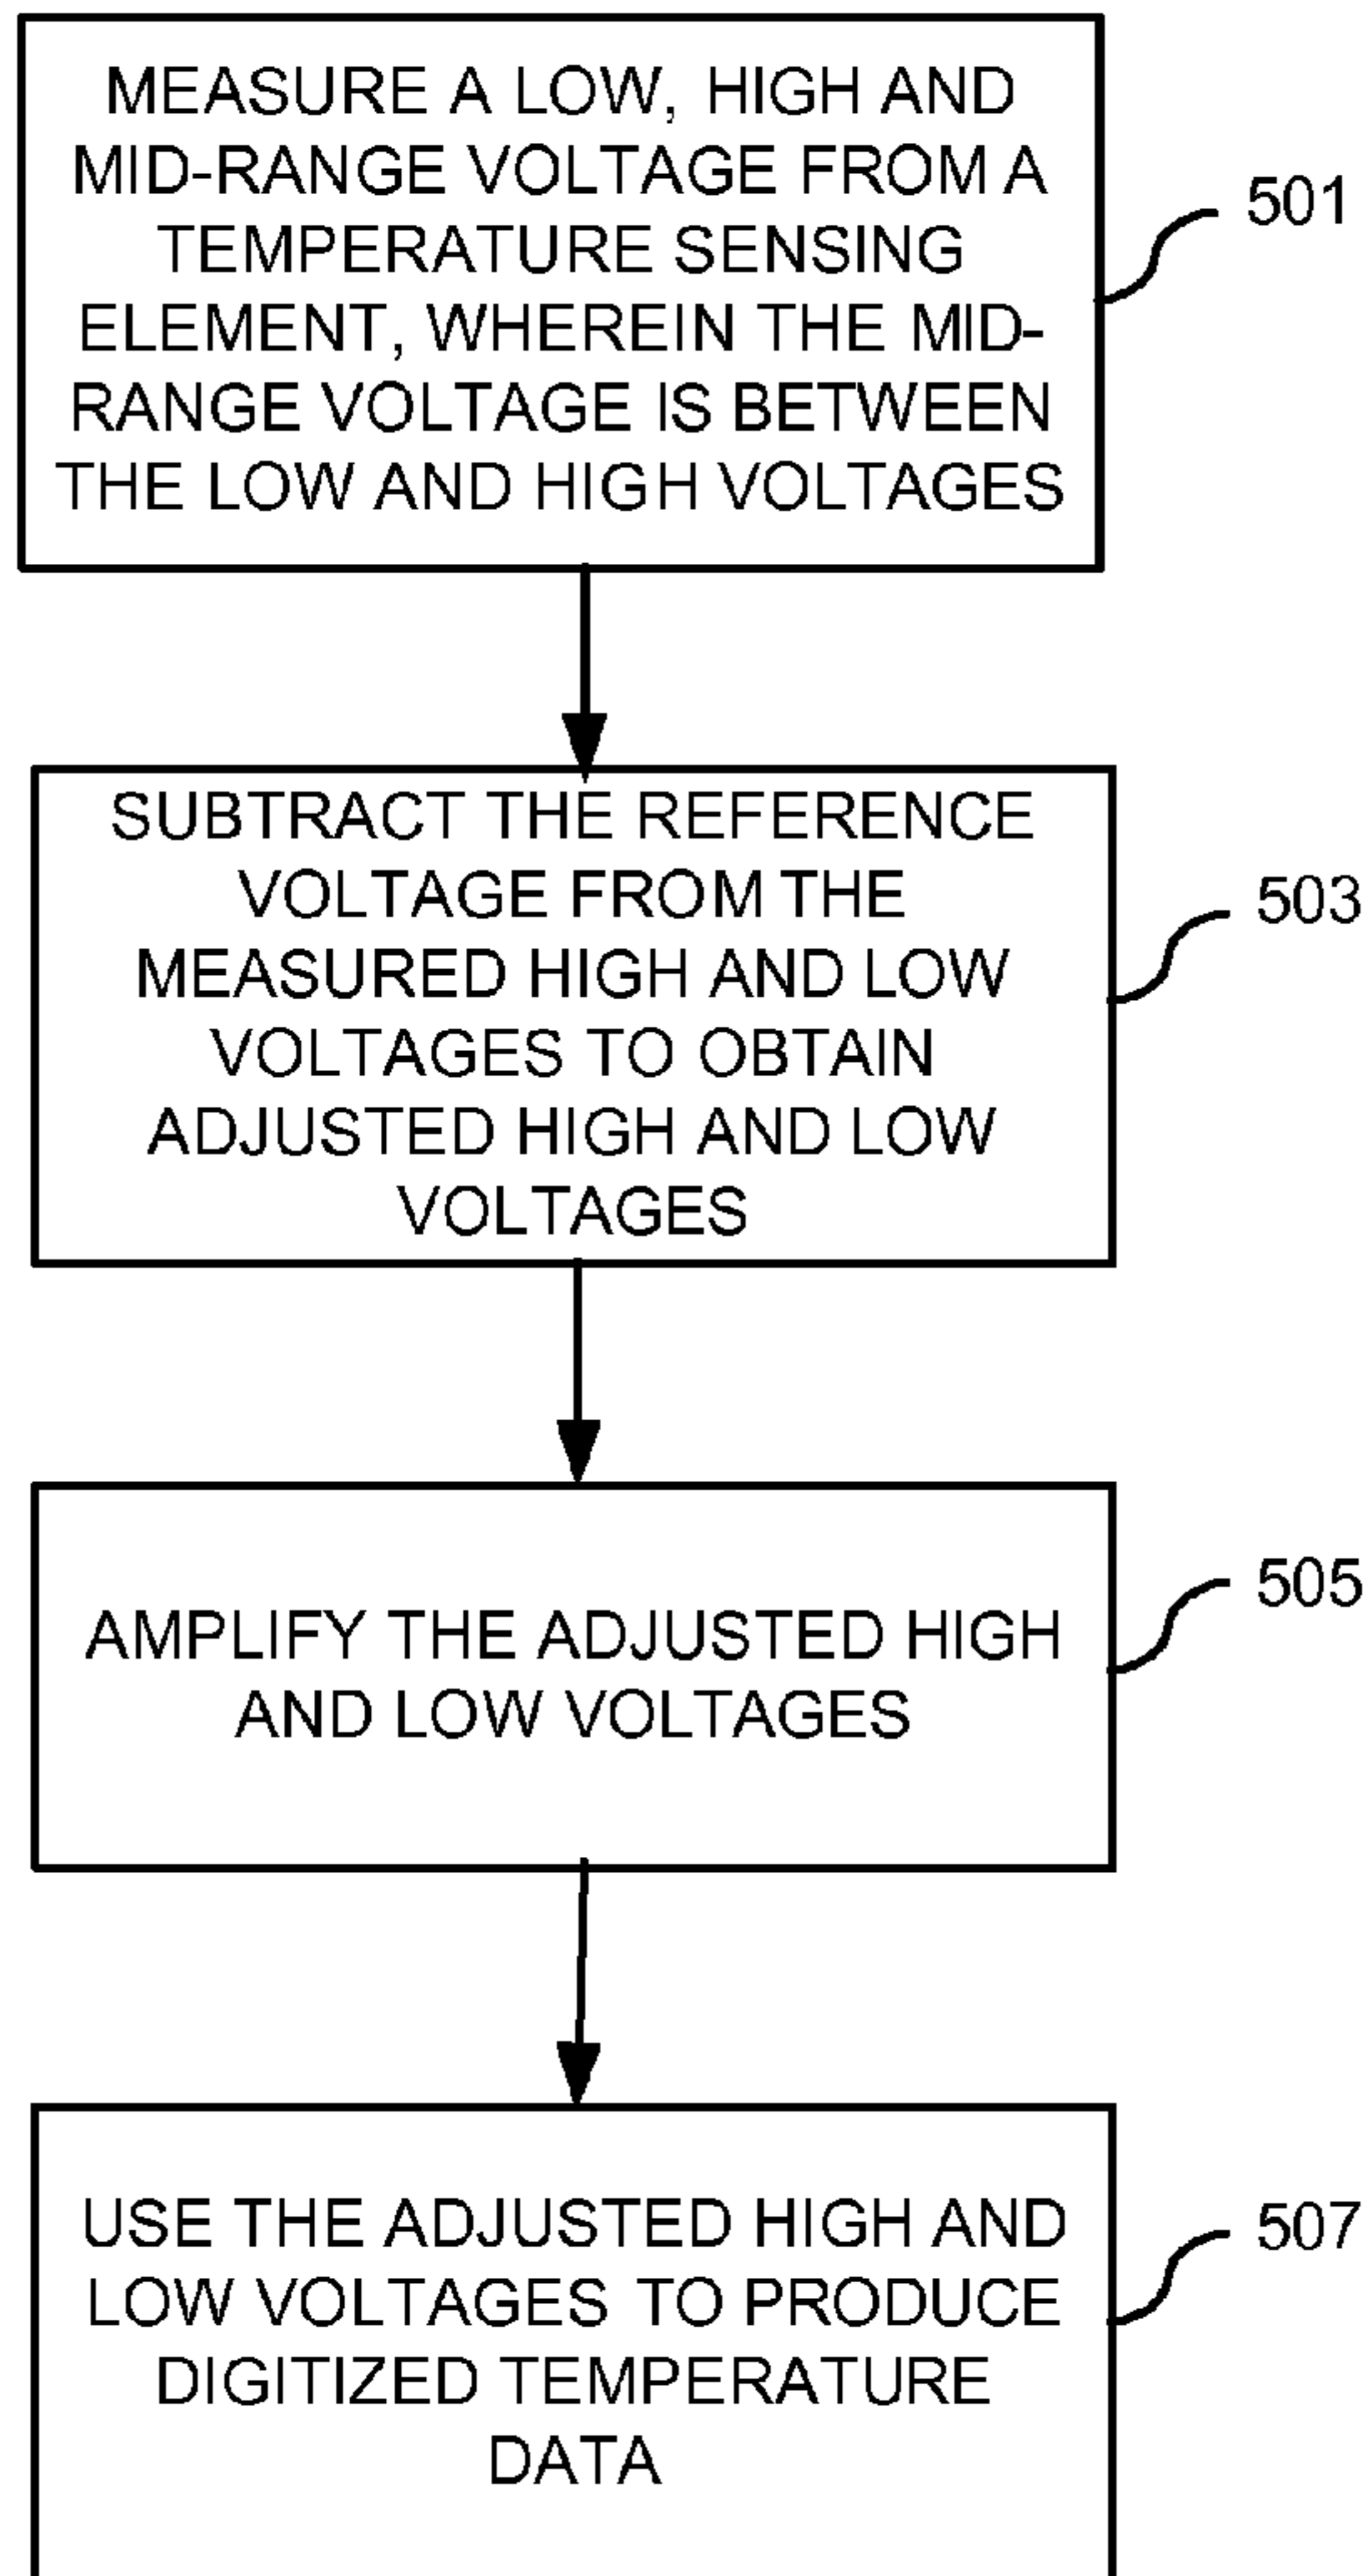 MEASURE A LOW, HIGH AND
MID-RANGE VOLTAGE FROM A
TEMPERATURE SENSING
ELEMENT, WHEREIN THE MID-
RANGE VOLTAGE IS BETWEEN
THE LOW AND HIGH VOLTAGES
501
SUBTRACT THE REFERENCE
VOLTAGE FROM THE
MEASURED HIGH AND LOW
VOLTAGES TO OBTAIN
ADJUSTED HIGH AND LOW
VOLTAGES
503
AMPLIFY THE ADJUSTED HIGH
AND LOW VOLTAGES
505
USE THE ADJUSTED HIGH AND
LOW VOLTAGES TO PRODUCE
DIGITIZED TEMPERATURE
DATA
507